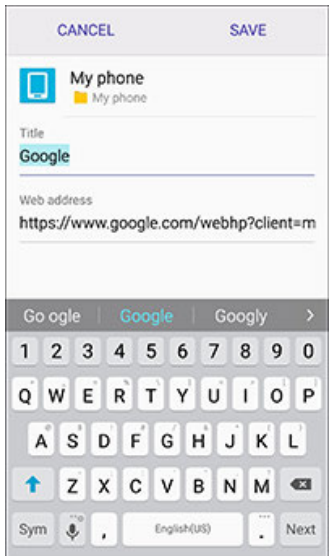 CANCEL SAVE
My phone
My phone
Title
Google
Web address
https://www.google.com/webhp?client=m
Go ogle Google Googly >
1 2 3 4 5 6 7 8 9 0
Q W E R T Y U I O P
A S D F G H J K L
Z X C V B N M
Sym , English(US) . Next